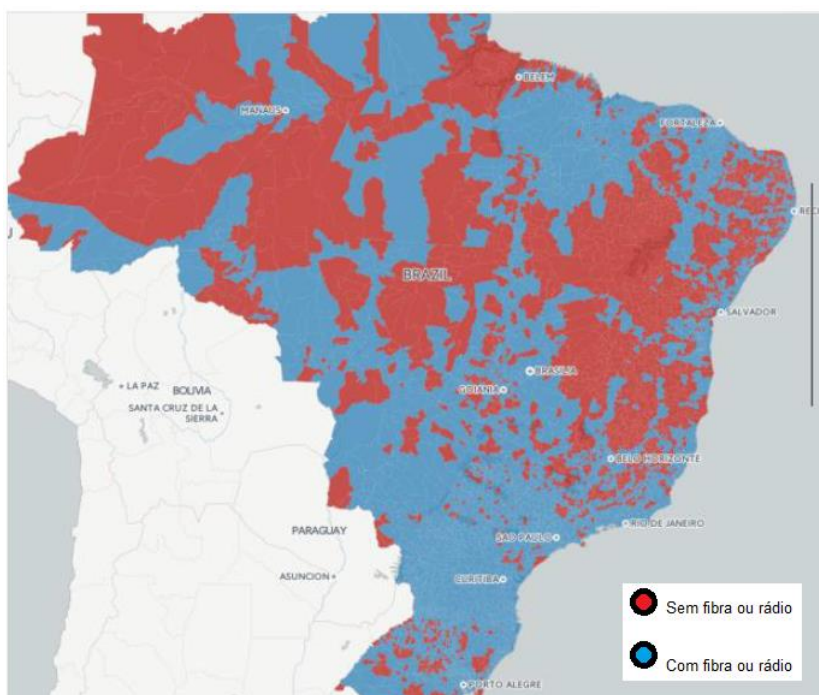 BELEM
MANAUS
FORTALEZA
BRAZIL
SALVADOR
BRASILIA
LA PAZ
BOLIVIA
GOIANIA
SANTA CRUZ DE LA
SIERRA
BELO HORIZONTE
RIO DE JANEIRO
PARAGUAY
SAO PAULO
ASUNCION
CURITIBA
Sem fibra ou rádio
Com fibra ou rádio
PORTO ALEGRE